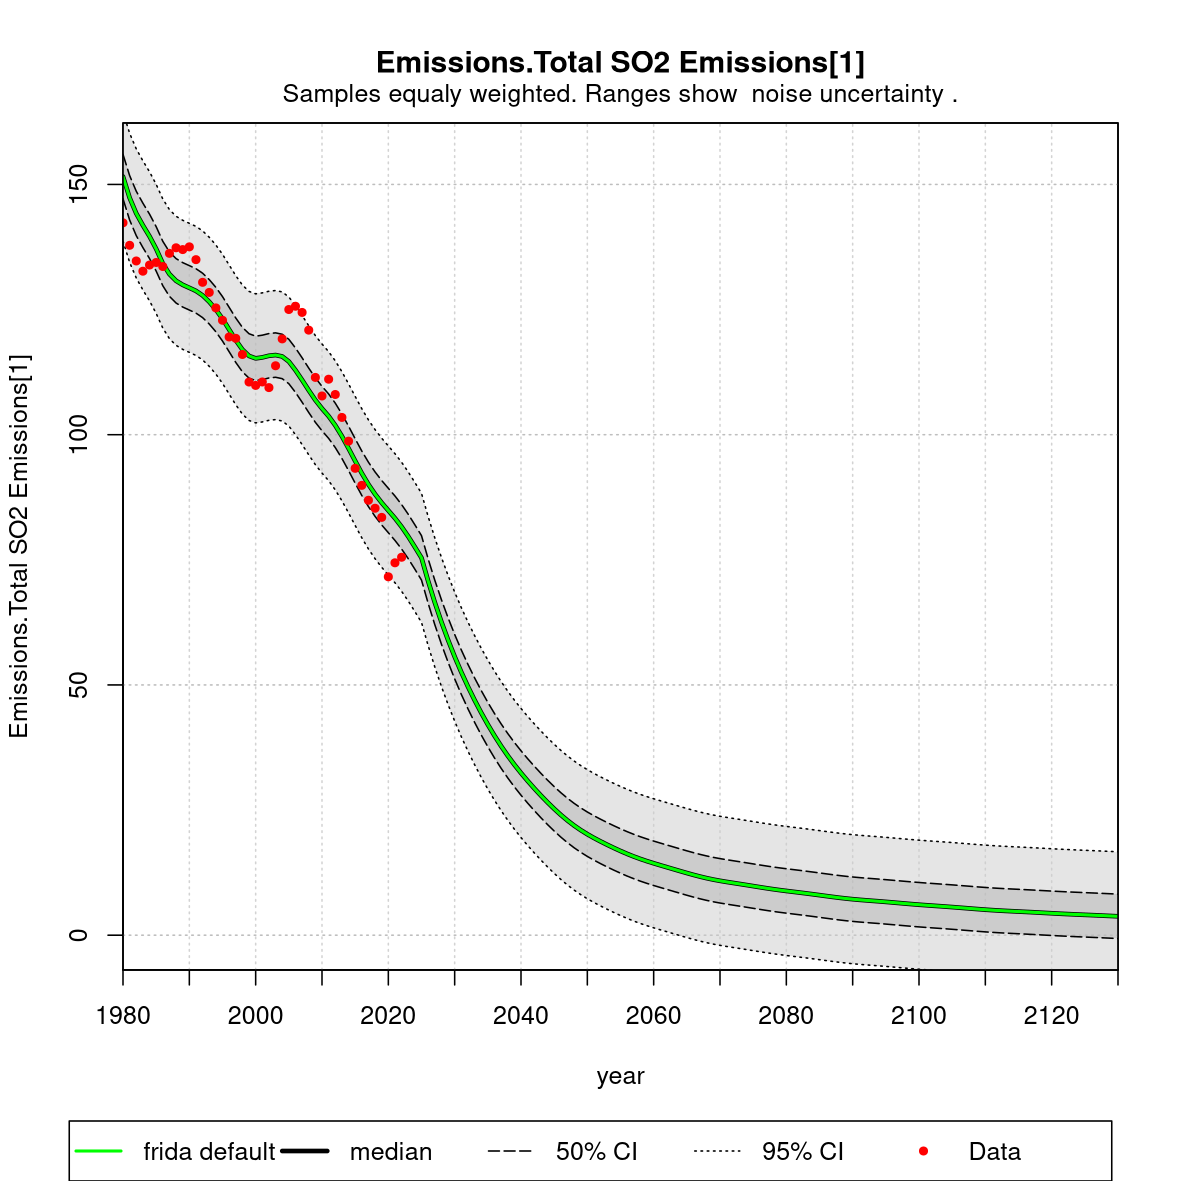 Emissions.Total SO2 Emissions[1]
Samples equaly weighted. Ranges show  noise uncertainty .
Emissions.Total SO2 Emissions[1]
150
100
50
0
1980 2000 2020 2040 2060 2080 2100 2120
year
frida default median 50% CI 95% CI Data